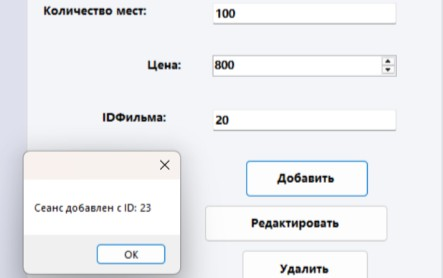 Количество мест: 100
Цена: 800
IDФильма: 20
Сеанс добавлен с ID: 23
OK
Добавить
Редактировать
Удалить